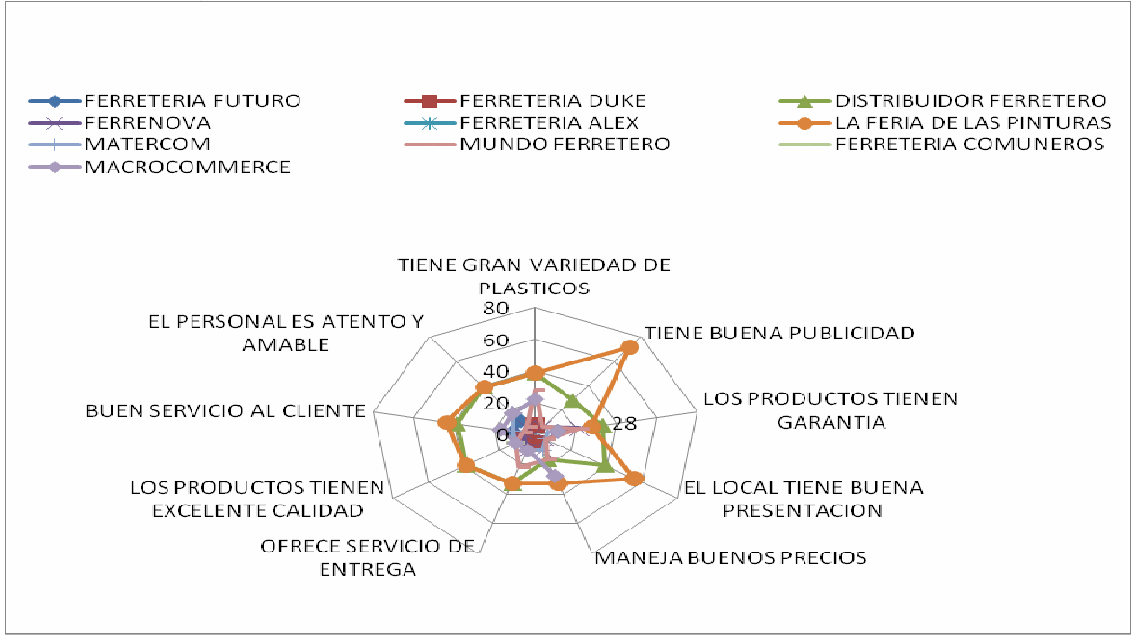 FERRETERIA FUTURO
FERRETERIA DUKE
DISTRIBUIDOR FERRETERO
FERRENOVA
FERRETERIA ALEX
LA FERIA DE LAS PINTURAS
MATERCOM
MUNDO FERRETERO
FERRETERIA COMUNEROS
MACROCOMMERCE
TIENE GRAN VARIEDAD DE
PLASTICOS
80
60
40
20
0
28
TIENE BUENA PUBLICIDAD
LOS PRODUCTOS TIENEN
GARANTIA
EL LOCAL TIENE BUENA
PRESENTACION
MANEJA BUENOS PRECIOS
OFRECE SERVICIO DE
ENTREGA
LOS PRODUCTOS TIENEN
EXCELENTE CALIDAD
BUEN SERVICIO AL CLIENTE
EL PERSONAL ES ATENTO Y
AMABLE